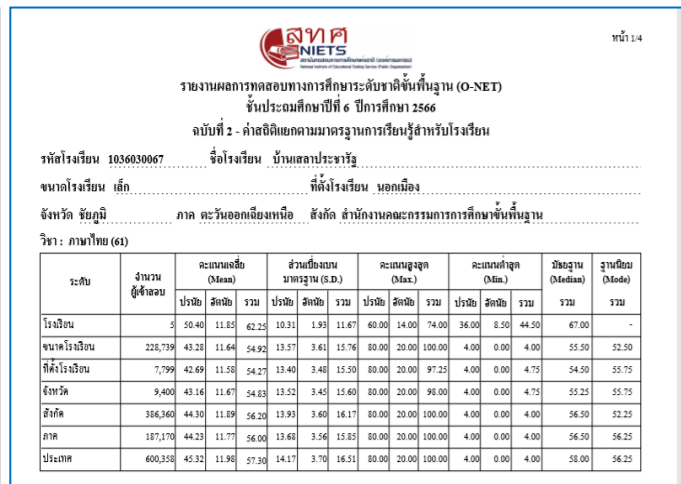 หน้า 1/4
สทศ
NIETS
สถาบันทดสอบทางการศึกษาแห่งชาติ (องค์การมหาชน)
National Institute of Educational Testing Service (Public Organization)
รายงานผลการทดสอบทางการศึกษาระดับชาติขั้นพื้นฐาน (O-NET)
ชั้นประถมศึกษาปีที่ 6 ปีการศึกษา 2566
ฉบับที่ 2 - ค่าสถิติแยกตามมาตรฐานการเรียนรู้สำหรับโรงเรียน
รหัสโรงเรียน 1036030067 ชื่อโรงเรียน บ้านเสลาประชารัฐ
ขนาดโรงเรียน เล็ก ที่ตั้งโรงเรียน นอกเมือง
จังหวัด ชัยภูมิ ภาค ตะวันออกเฉียงเหนือ สังกัด สำนักงานคณะกรรมการการศึกษาขั้นพื้นฐาน
วิชา : ภาษาไทย (61)
ระดับ จำนวนผู้เข้าสอบ คะแนนเฉลี่ย (Mean) ส่วนเบี่ยงเบนมาตรฐาน (S.D.) คะแนนสูงสุด (Max.) คะแนนต่ำสุด (Min.) มัธยฐาน (Median) ฐานนิยม (Mode)
ปรนัย อัตนัย รวม ปรนัย อัตนัย รวม ปรนัย อัตนัย รวม ปรนัย อัตนัย รวม รวม รวม
โรงเรียน 5 50.40 11.85 62.25 10.31 1.93 11.67 60.00 14.00 74.00 36.00 8.50 44.50 67.00 -
ขนาดโรงเรียน 228,739 43.28 11.64 54.92 13.57 3.61 15.76 80.00 20.00 100.00 4.00 0.00 4.00 55.50 52.50
ที่ตั้งโรงเรียน 7,799 42.69 11.58 54.27 13.40 3.48 15.50 80.00 20.00 97.25 4.00 0.00 4.75 54.50 55.75
จังหวัด 9,400 43.16 11.67 54.83 13.52 3.45 15.60 80.00 20.00 98.00 4.00 0.00 4.75 55.25 55.75
สังกัด 386,360 44.30 11.89 56.20 13.93 3.60 16.17 80.00 20.00 100.00 4.00 0.00 4.00 56.50 52.25
ภาค 187,170 44.23 11.77 56.00 13.68 3.56 15.85 80.00 20.00 100.00 4.00 0.00 4.00 56.50 56.25
ประเทศ 600,358 45.32 11.98 57.30 14.17 3.70 16.51 80.00 20.00 100.00 4.00 0.00 4.00 58.00 56.25